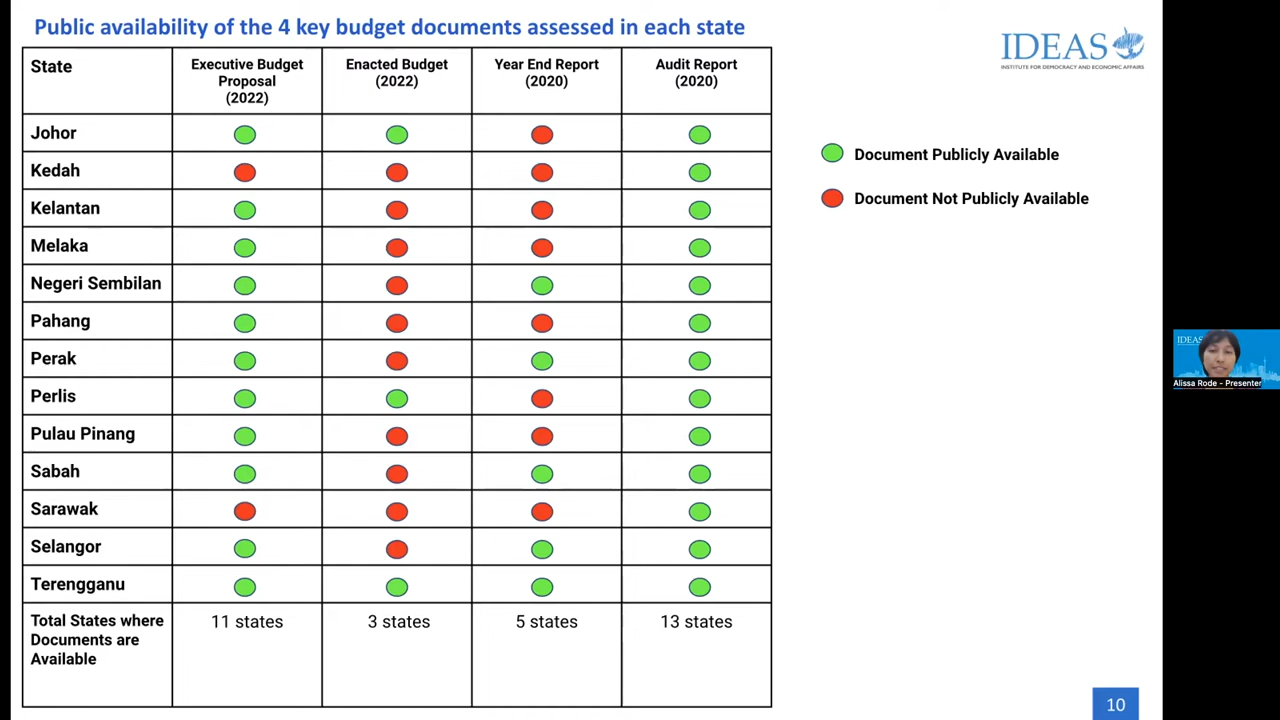 Public availability of the 4 key budget documents assessed in each state
IDEAS
INSTITUTE FOR DEMOCRACY AND ECONOMIC AFFAIRS
State
Executive Budget
Proposal
(2022)
Enacted Budget
(2022)
Year End Report
(2020)
Audit Report
(2020)
Johor
Kedah
Kelantan
Melaka
Negeri Sembilan
Pahang
Perak
Perlis
Pulau Pinang
Sabah
Sarawak
Selangor
Terengganu
Total States where
Documents are
Available
11 states
3 states
5 states
13 states
Document Publicly Available
Document Not Publicly Available
IDEAS
Alissa Rode - Presenter
10